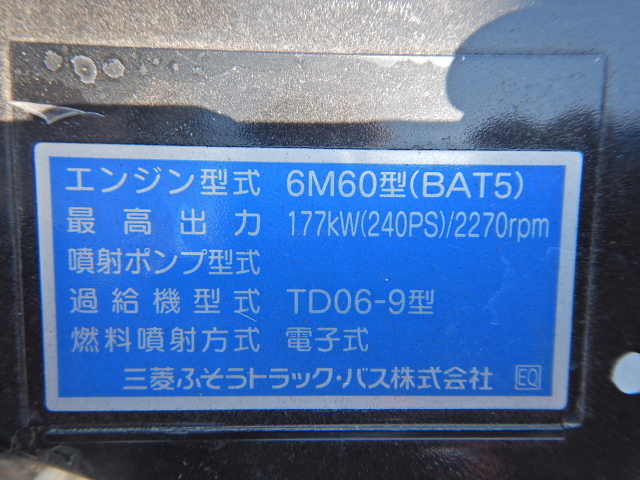 エンジン型式 6M60型(BAT5)
最高出力 177kW(240PS)/2270rpm
噴射ポンプ型式
過給機型式 TD06-9型
燃料噴射方式 電子式
三菱ふそうトラック・バス株式会社 EQ